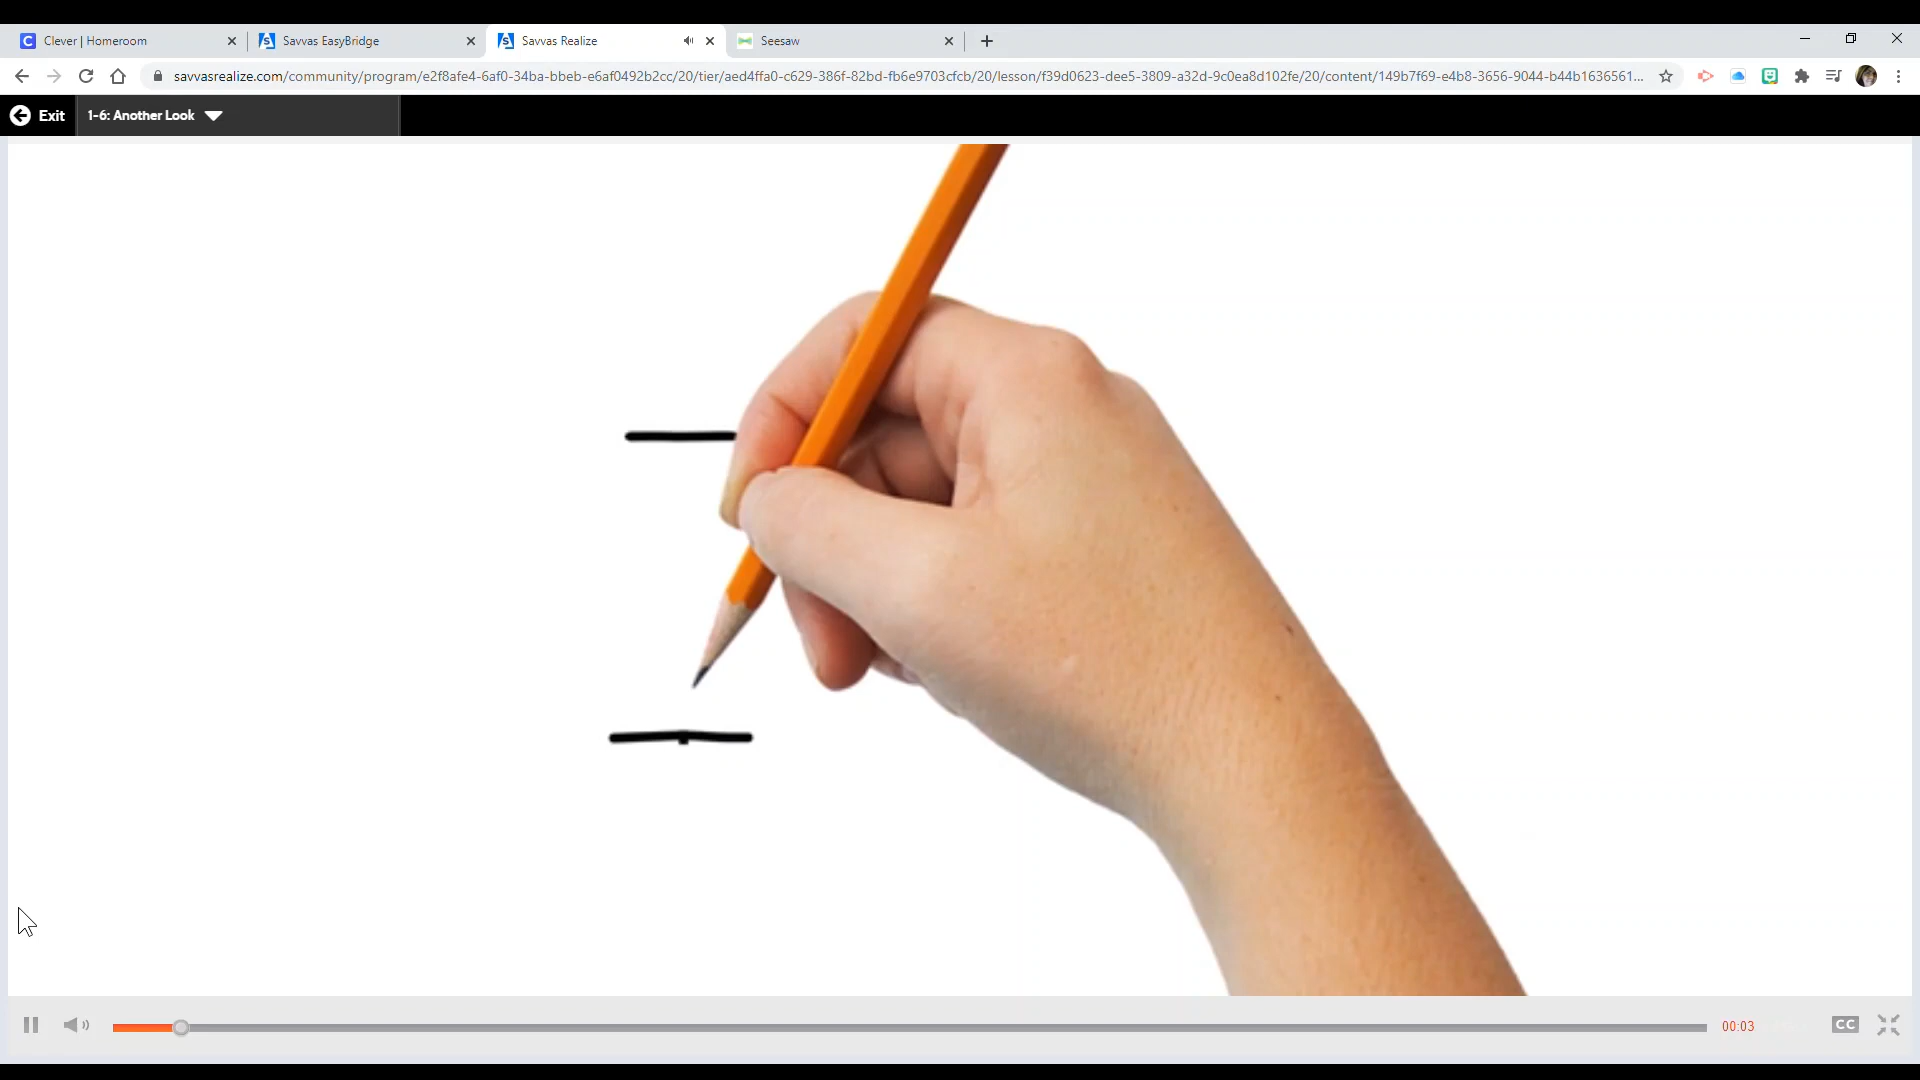 Clever | Homeroom
Savvas EasyBridge
Savvas Realize
Seesaw
savvasrealize.com/community/program/e2f8afe4-6af0-34ba-bbeb-e6af0492b2cc/20/tier/aed4ffa0-c629-386f-82bd-fb6e9703cfcb/20/lesson/f39d0623-dee5-3809-a32d-9c0ea8d102fe/20/content/149b7f69-e4b8-3656-9044-b44b1636561...
Exit
1-6: Another Look
00:03
CC